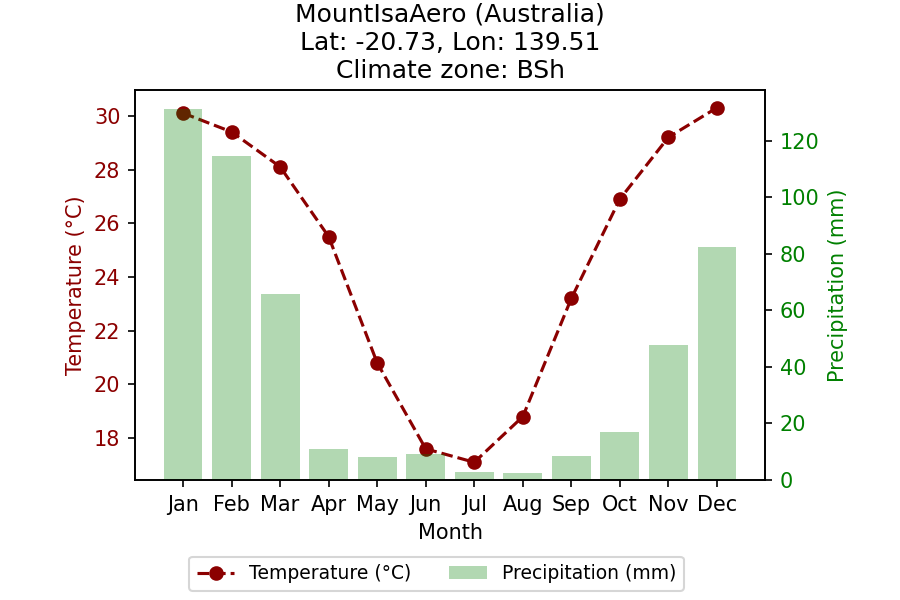 MountIsaAero (Australia)
Lat: -20.73, Lon: 139.51
Climate zone: BSh
30
28
26
24
22
20
18
Temperature (°C)
120
100
80
60
40
20
0
Precipitation (mm)
Jan Feb Mar Apr May Jun Jul Aug Sep Oct Nov Dec
Month
Temperature (°C) Precipitation (mm)